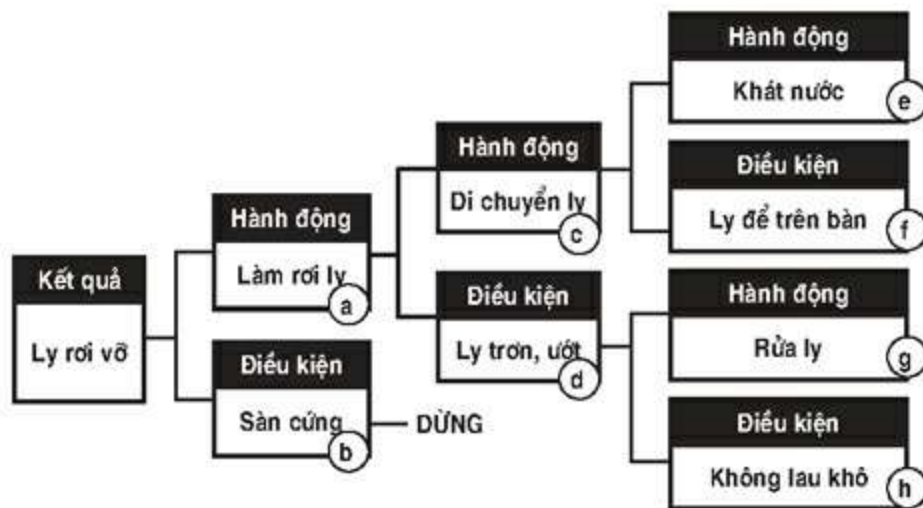 Kết quả
Ly rơi vỡ
Hành động
Làm rơi ly
a
Điều kiện
Sàn cứng
b
DỪNG
Hành động
Di chuyển ly
c
Điều kiện
Ly trơn, ướt
d
Hành động
Khát nước
e
Điều kiện
Ly để trên bàn
f
Hành động
Rửa ly
g
Điều kiện
Không lau khô
h